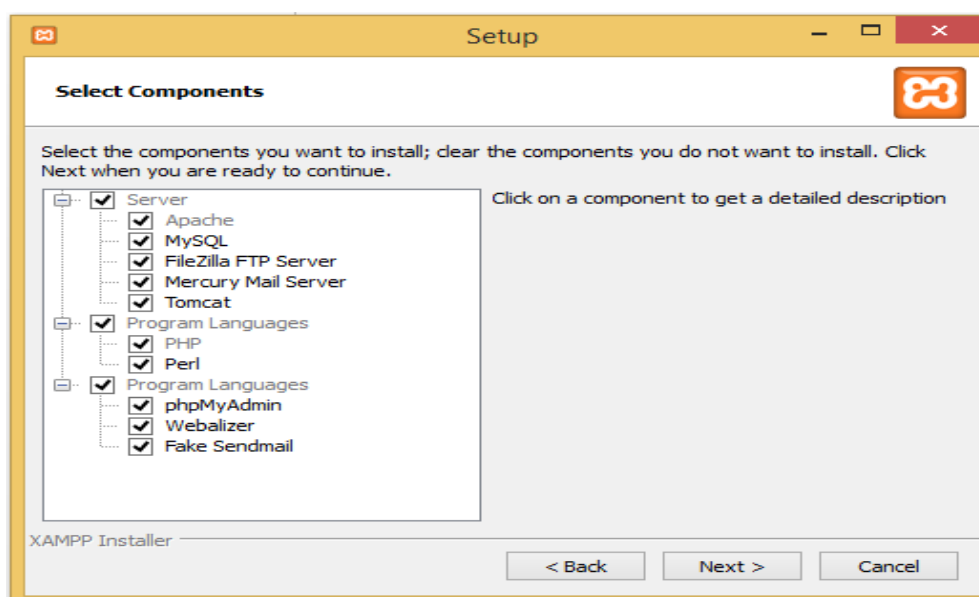 Setup
Select Components
Select the components you want to install; clear the components you do not want to install. Click
Next when you are ready to continue.
Server
Apache
MySQL
FileZilla FTP Server
Mercury Mail Server
Tomcat
Program Languages
PHP
Perl
Program Languages
phpMyAdmin
Webalizer
Fake Sendmail
Click on a component to get a detailed description
XAMPP Installer
< Back
Next >
Cancel